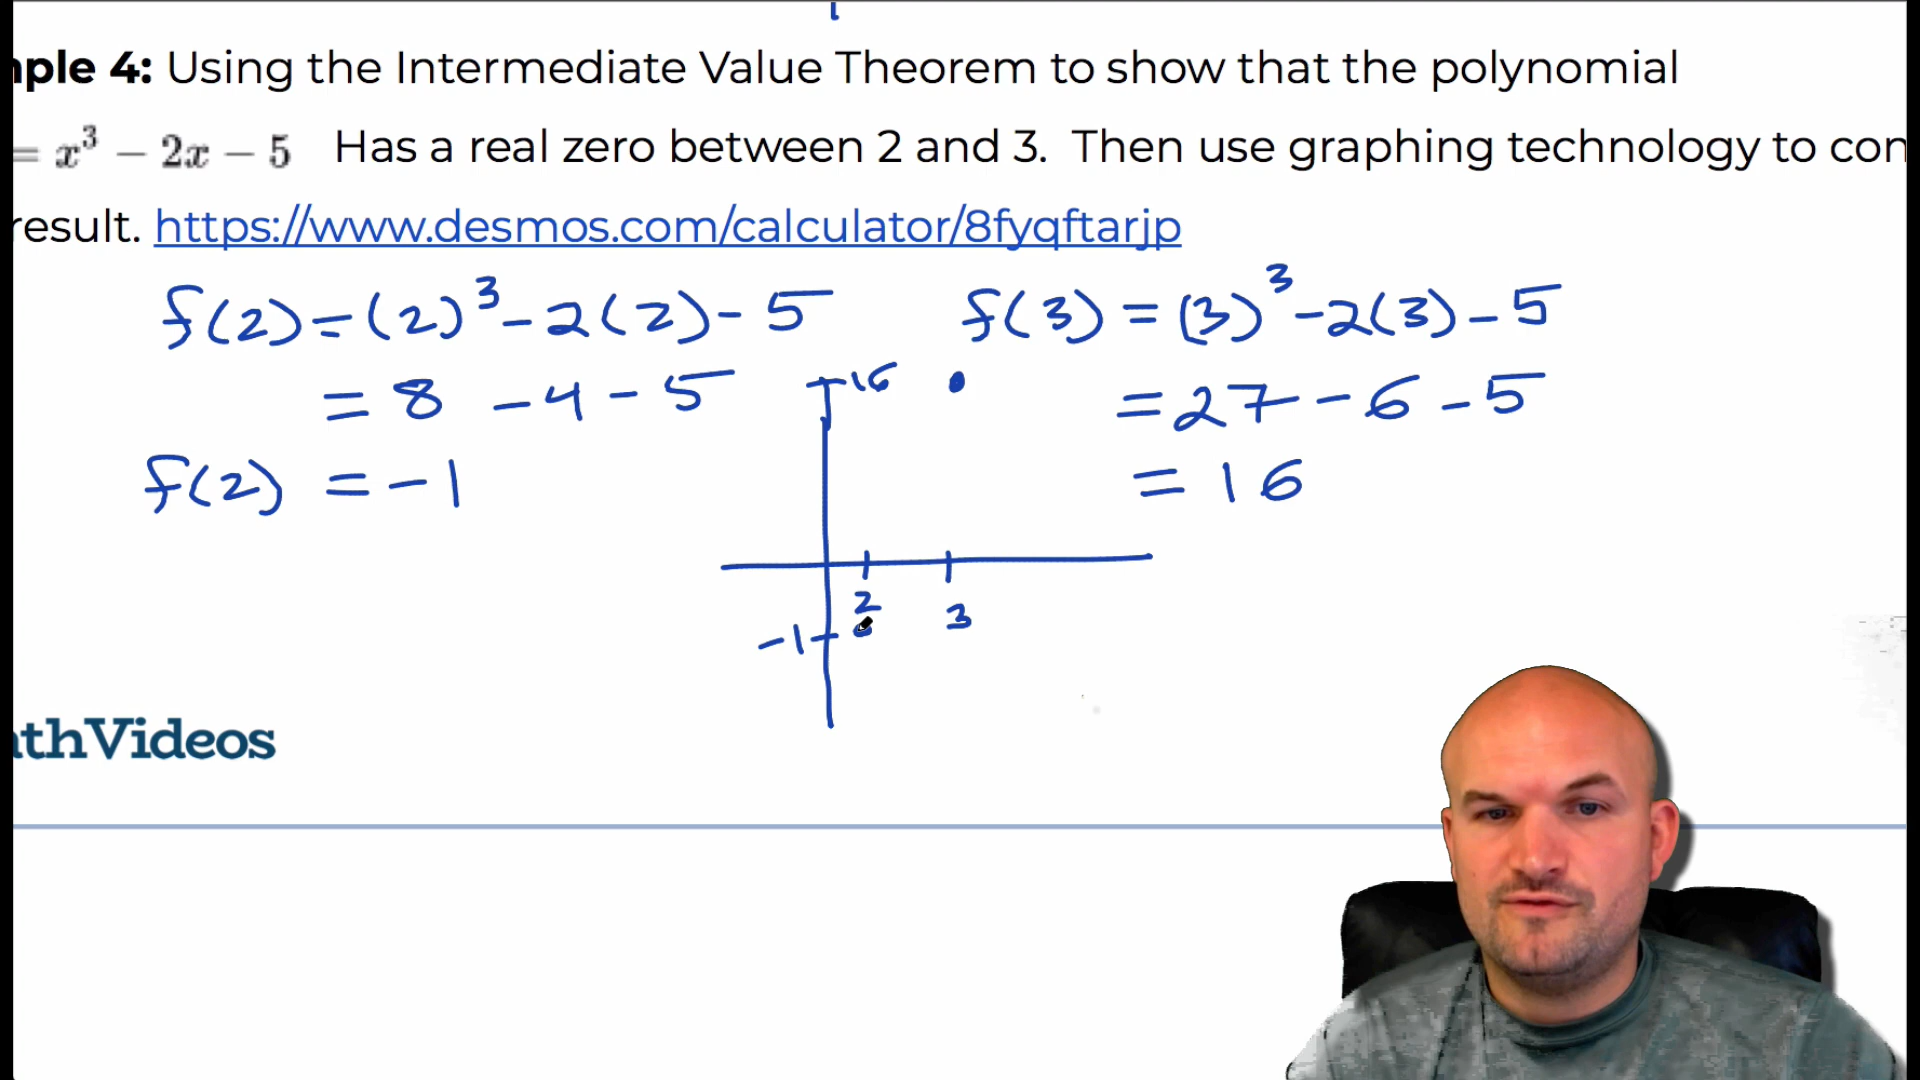 mple 4: Using the Intermediate Value Theorem to show that the polynomial
= x³ − 2x − 5 Has a real zero between 2 and 3. Then use graphing technology to con
result. https://www.desmos.com/calculator/8fyqftarjp
f(2) = (2)³ - 2(2) - 5 f(3) = (3)³ - 2(3) - 5
= 8 - 4 - 5 16 = 27 - 6 - 5
f(2) = -1 = 16
2 3
-1
athVideos